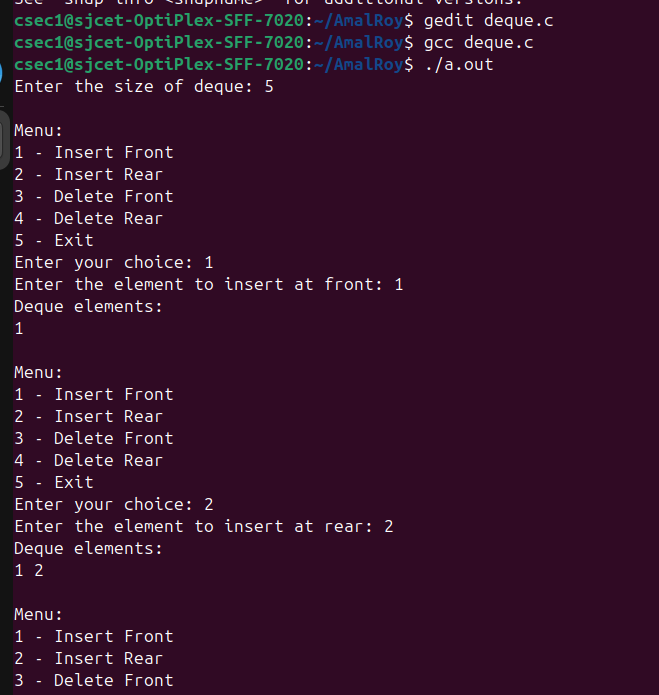 See "snap info <snapname>" for additional versions.
csec1@sjcet-OptiPlex-SFF-7020:~/AmalRoy$ gedit deque.c
csec1@sjcet-OptiPlex-SFF-7020:~/AmalRoy$ gcc deque.c
csec1@sjcet-OptiPlex-SFF-7020:~/AmalRoy$ ./a.out
Enter the size of deque: 5
Menu:
1 - Insert Front
2 - Insert Rear
3 - Delete Front
4 - Delete Rear
5 - Exit
Enter your choice: 1
Enter the element to insert at front: 1
Deque elements:
1
Menu:
1 - Insert Front
2 - Insert Rear
3 - Delete Front
4 - Delete Rear
5 - Exit
Enter your choice: 2
Enter the element to insert at rear: 2
Deque elements:
1 2
Menu:
1 - Insert Front
2 - Insert Rear
3 - Delete Front